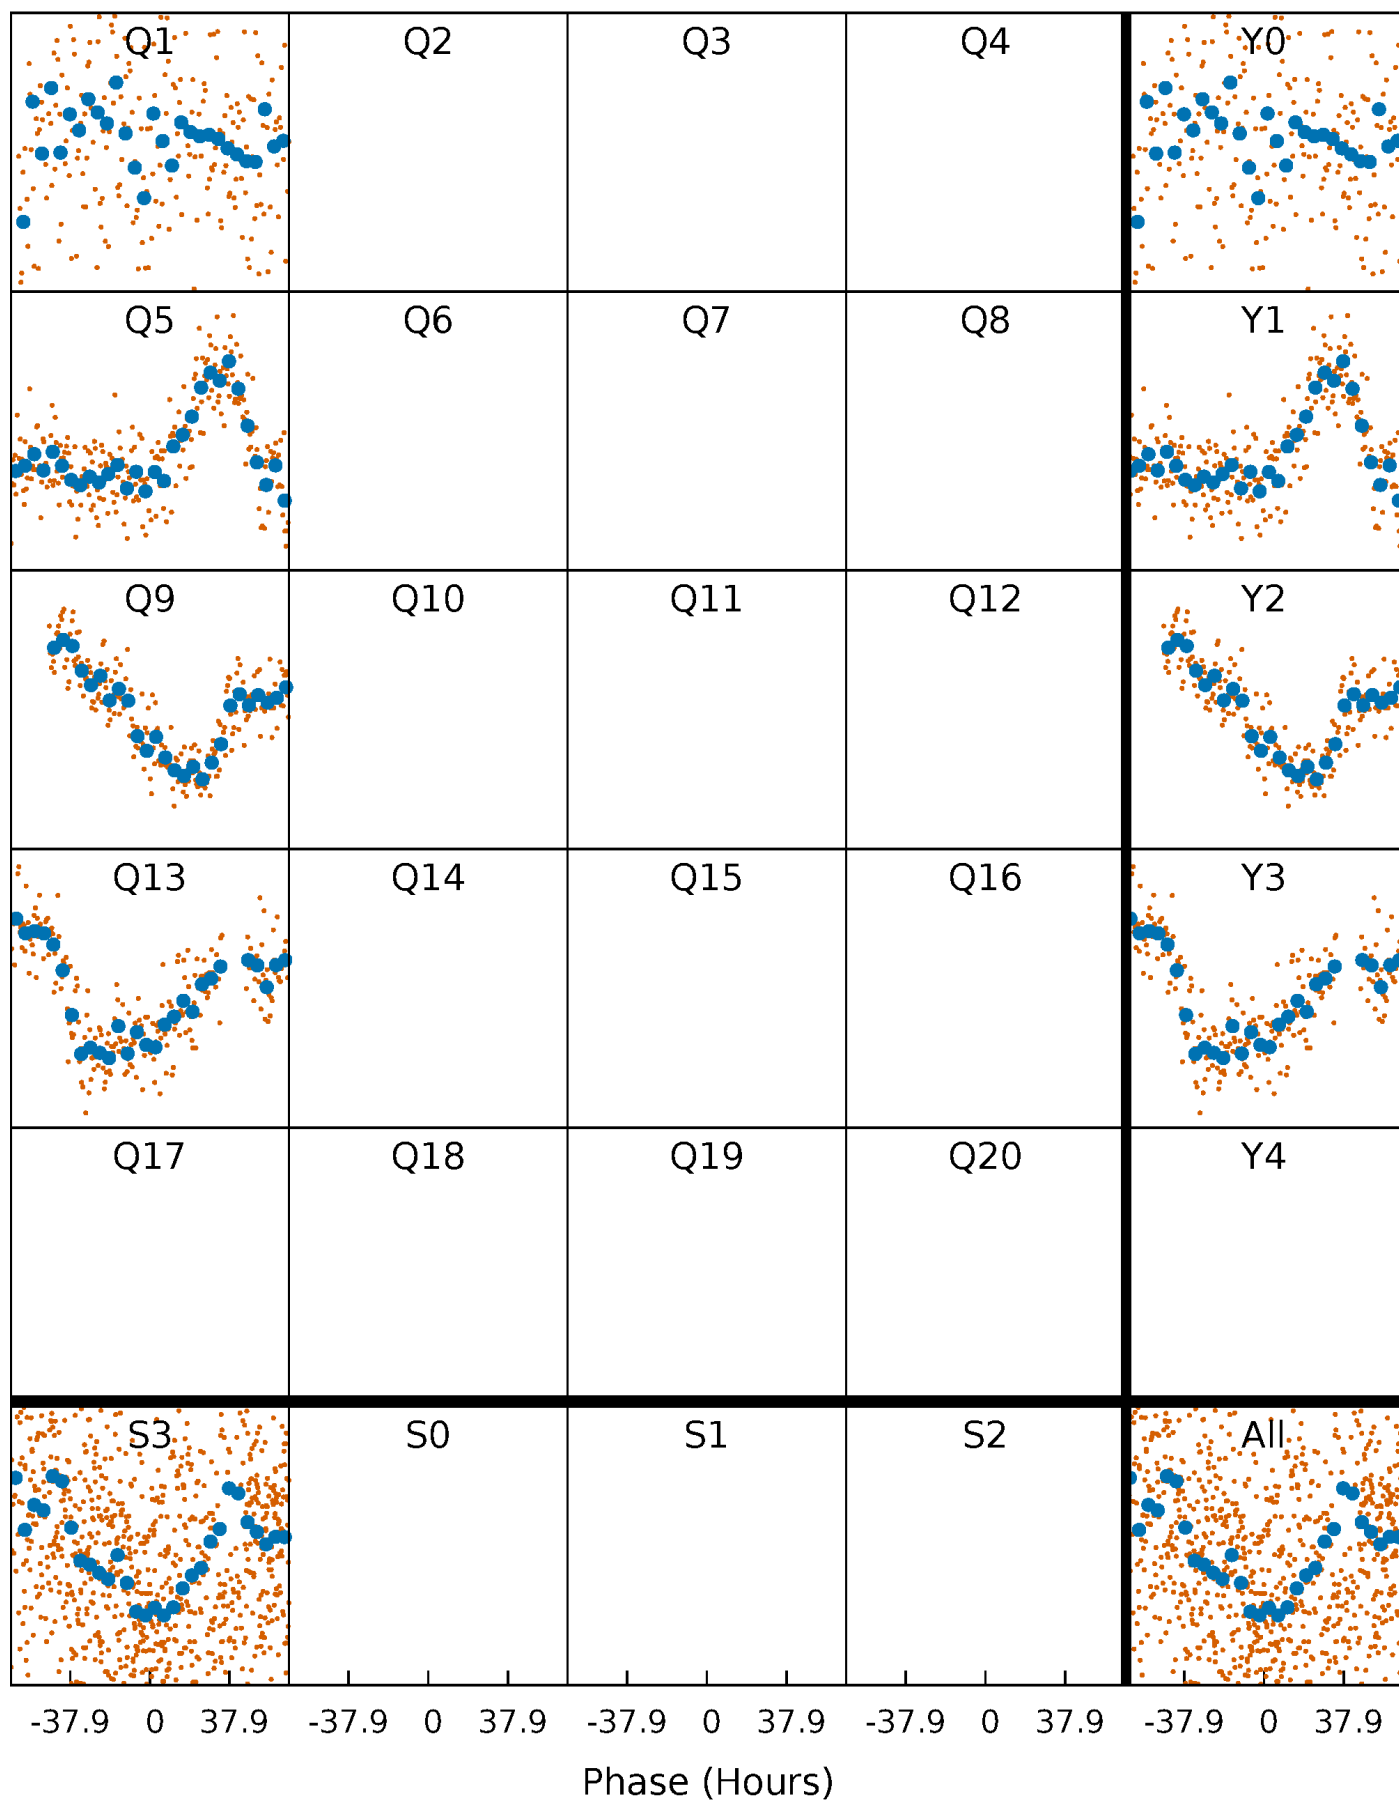 Q1 Q2 Q3 Q4 Y0
Q5 Q6 Q7 Q8 Y1
Q9 Q10 Q11 Q12 Y2
Q13 Q14 Q15 Q16 Y3
Q17 Q18 Q19 Q20 Y4
S3 S0 S1 S2 All
-37.9 0 37.9 -37.9 0 37.9 -37.9 0 37.9 -37.9 0 37.9 -37.9 0 37.9
Phase (Hours)